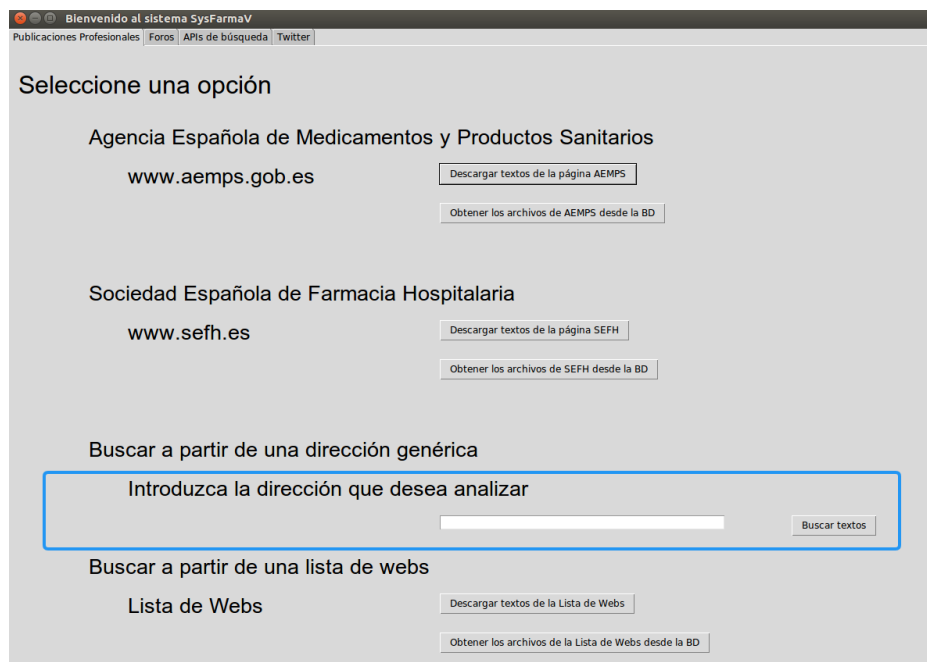 Bienvenido al sistema SysFarmaV
Publicaciones Profesionales Foros APIs de búsqueda Twitter
Seleccione una opción
Agencia Española de Medicamentos y Productos Sanitarios
www.aemps.gob.es Descargar textos de la página AEMPS
Obtener los archivos de AEMPS desde la BD
Sociedad Española de Farmacia Hospitalaria
www.sefh.es Descargar textos de la página SEFH
Obtener los archivos de SEFH desde la BD
Buscar a partir de una dirección genérica
Introduzca la dirección que desea analizar
Buscar textos
Buscar a partir de una lista de webs
Lista de Webs Descargar textos de la Lista de Webs
Obtener los archivos de la Lista de Webs desde la BD